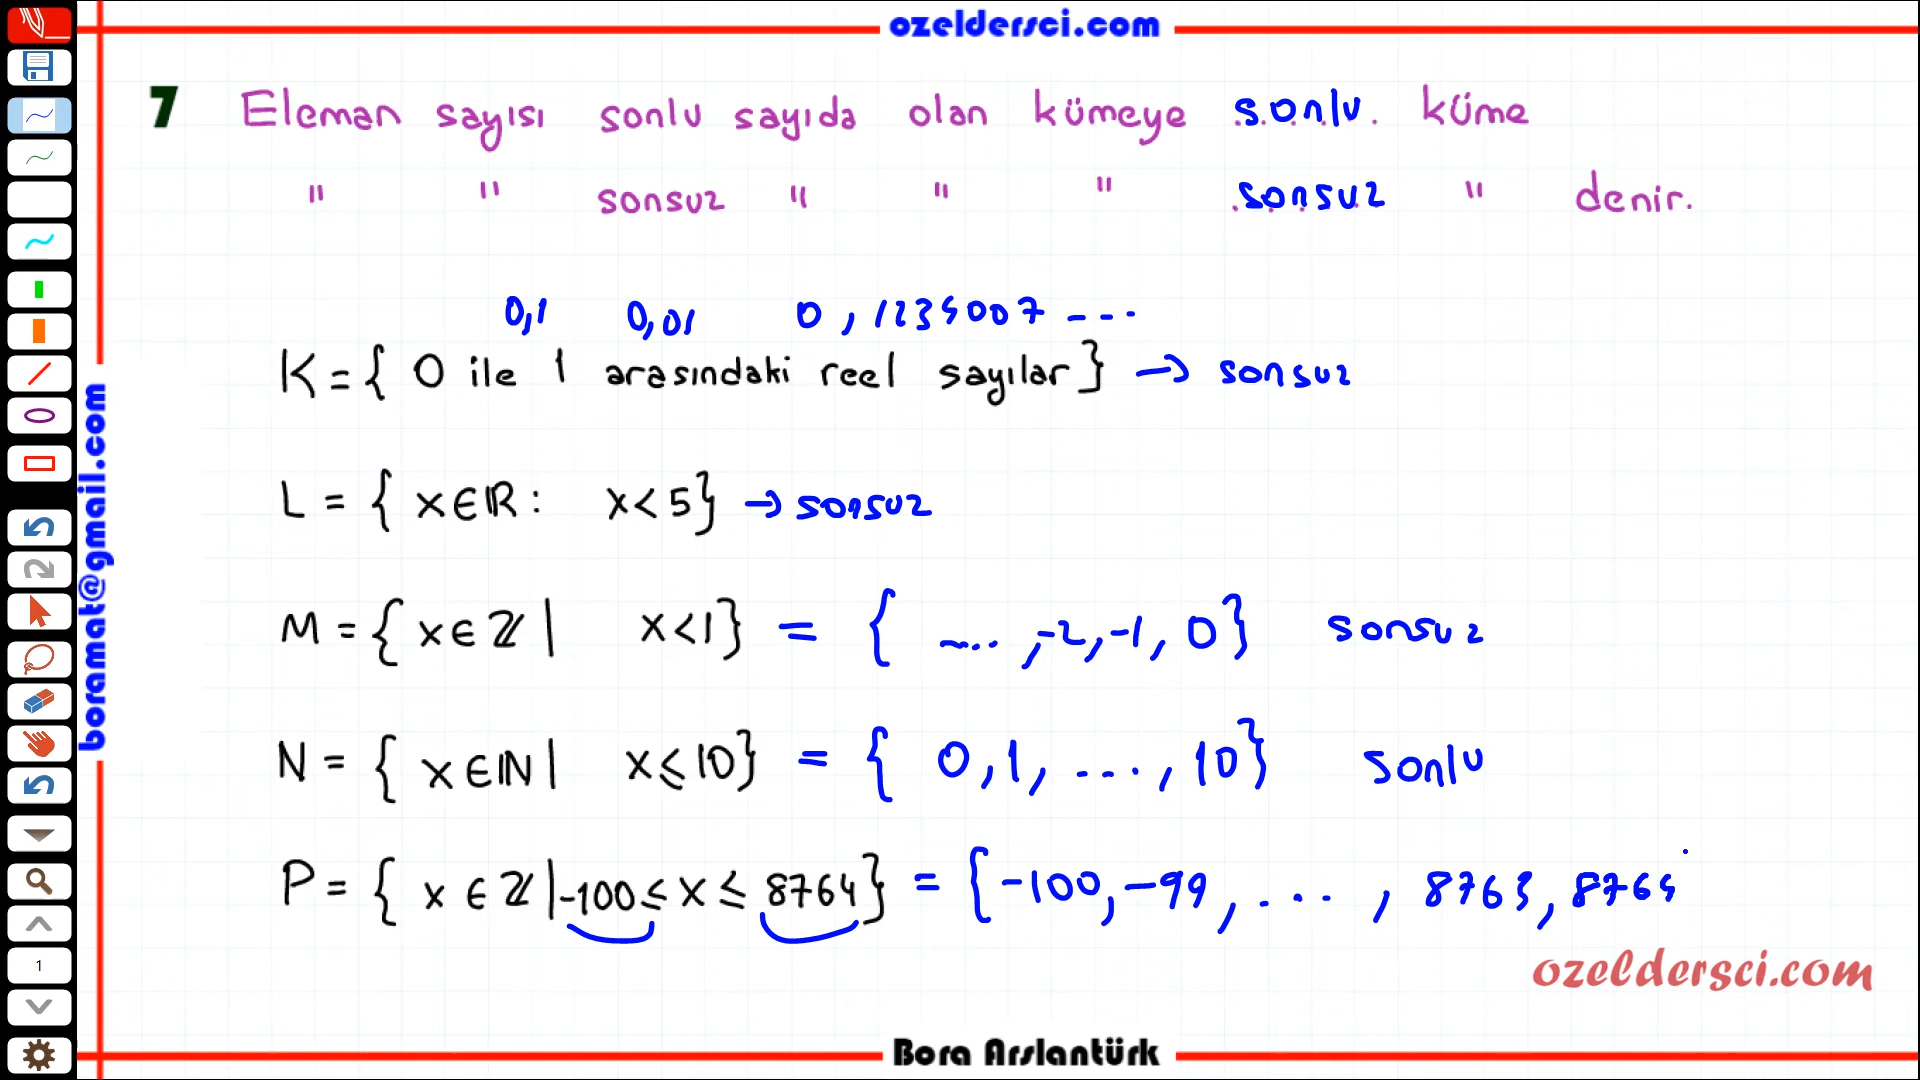 ozeldersci.com
7 Eleman sayısı sonlu sayıda olan kümeye sonlu küme
" " sonsuz " " " sonsuz " denir.
0,1 0,01 0,1234007 ---
K = { 0 ile 1 arasındaki reel sayılar } → sonsuz
L = { x∈ℝ : x<5} → sonsuz
M = { x∈ℤ | x<1} = { ..., -2, -1, 0} sonsuz
N = { x∈ℕ | x≤10} = { 0, 1, ..., 10} sonlu
P = { x∈ℤ | -100 ≤ x ≤ 8764} = {-100, -99, ..., 8763, 8764
ozeldersci.com
Bora Arslantürk
boramat@gmail.com
1